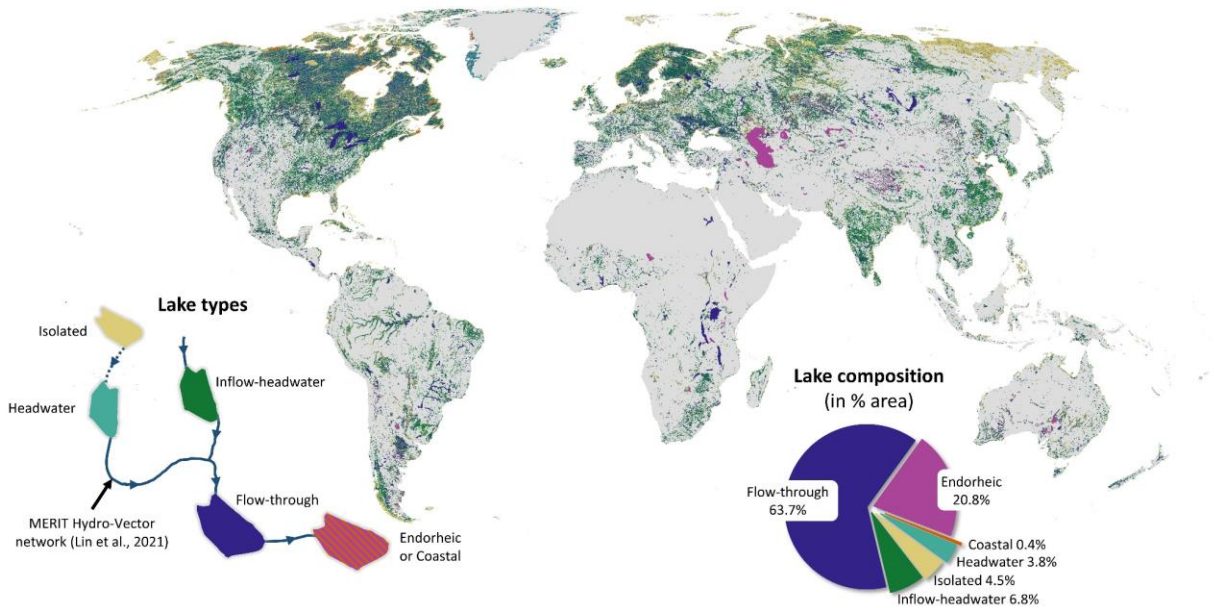 Lake types
Isolated
Headwater
Inflow-headwater
Flow-through
MERIT Hydro-Vector
network (Lin et al., 2021)
Endorheic
or Coastal
Lake composition
(in % area)
Flow-through
63.7%
Endorheic
20.8%
Coastal 0.4%
Headwater 3.8%
Isolated 4.5%
Inflow-headwater 6.8%